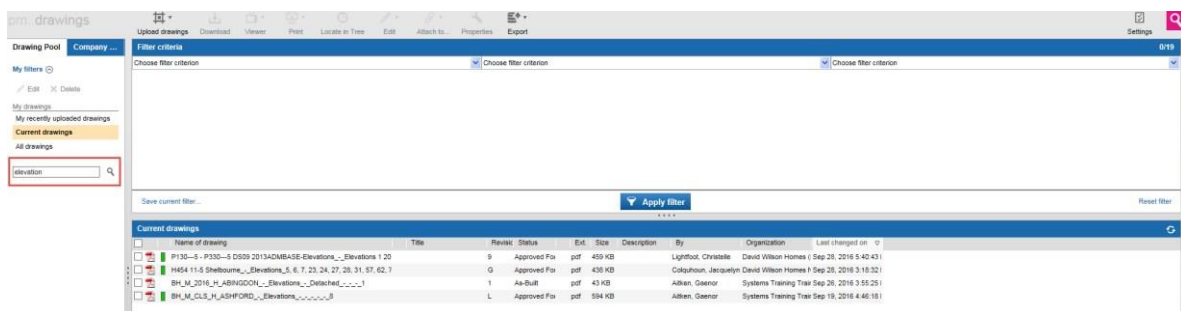 drawings
Upload drawings Download Viewer Print Locate in Tree Edit Attach to... Properties Export Settings
Drawing Pool Company ... Filter criteria 0/19
Choose filter criterion Choose filter criterion Choose filter criterion
My filters
Edit Delete
My drawings
My recently uploaded drawings
Current drawings
All drawings
elevation
Save current filter... Apply filter Reset filter
Current drawings
Name of drawing Title Revisic Status Ext. Size Description By Organization Last changed on
P130---5 - P330---5 DS09 2013ADMBASE-Elevations_-_Elevations 1 20 9 Approved For pdf 459 KB Lightfoot, Christelle David Wilson Homes ( Sep 28, 2016 5:40:43
H454 11-5 Shelbourne_-_Elevations_5, 6, 7, 23, 24, 27, 28, 31, 57, 62, 7 G Approved For pdf 436 KB Colquhoun, Jacquelyn David Wilson Homes Sep 28, 2016 3:18:32
BH_M_2016_H_ABINGDON_-_Elevations_-_Detached_-_-_-_1 1 As-Built pdf 43 KB Aitken, Gaenor Systems Training Trair Sep 26, 2016 3:55:25
BH_M_CLS_H_ASHFORD_-_Elevations_-_-_-_-_-_8 L Approved For pdf 594 KB Aitken, Gaenor Systems Training Trair Sep 19, 2016 4:46:18